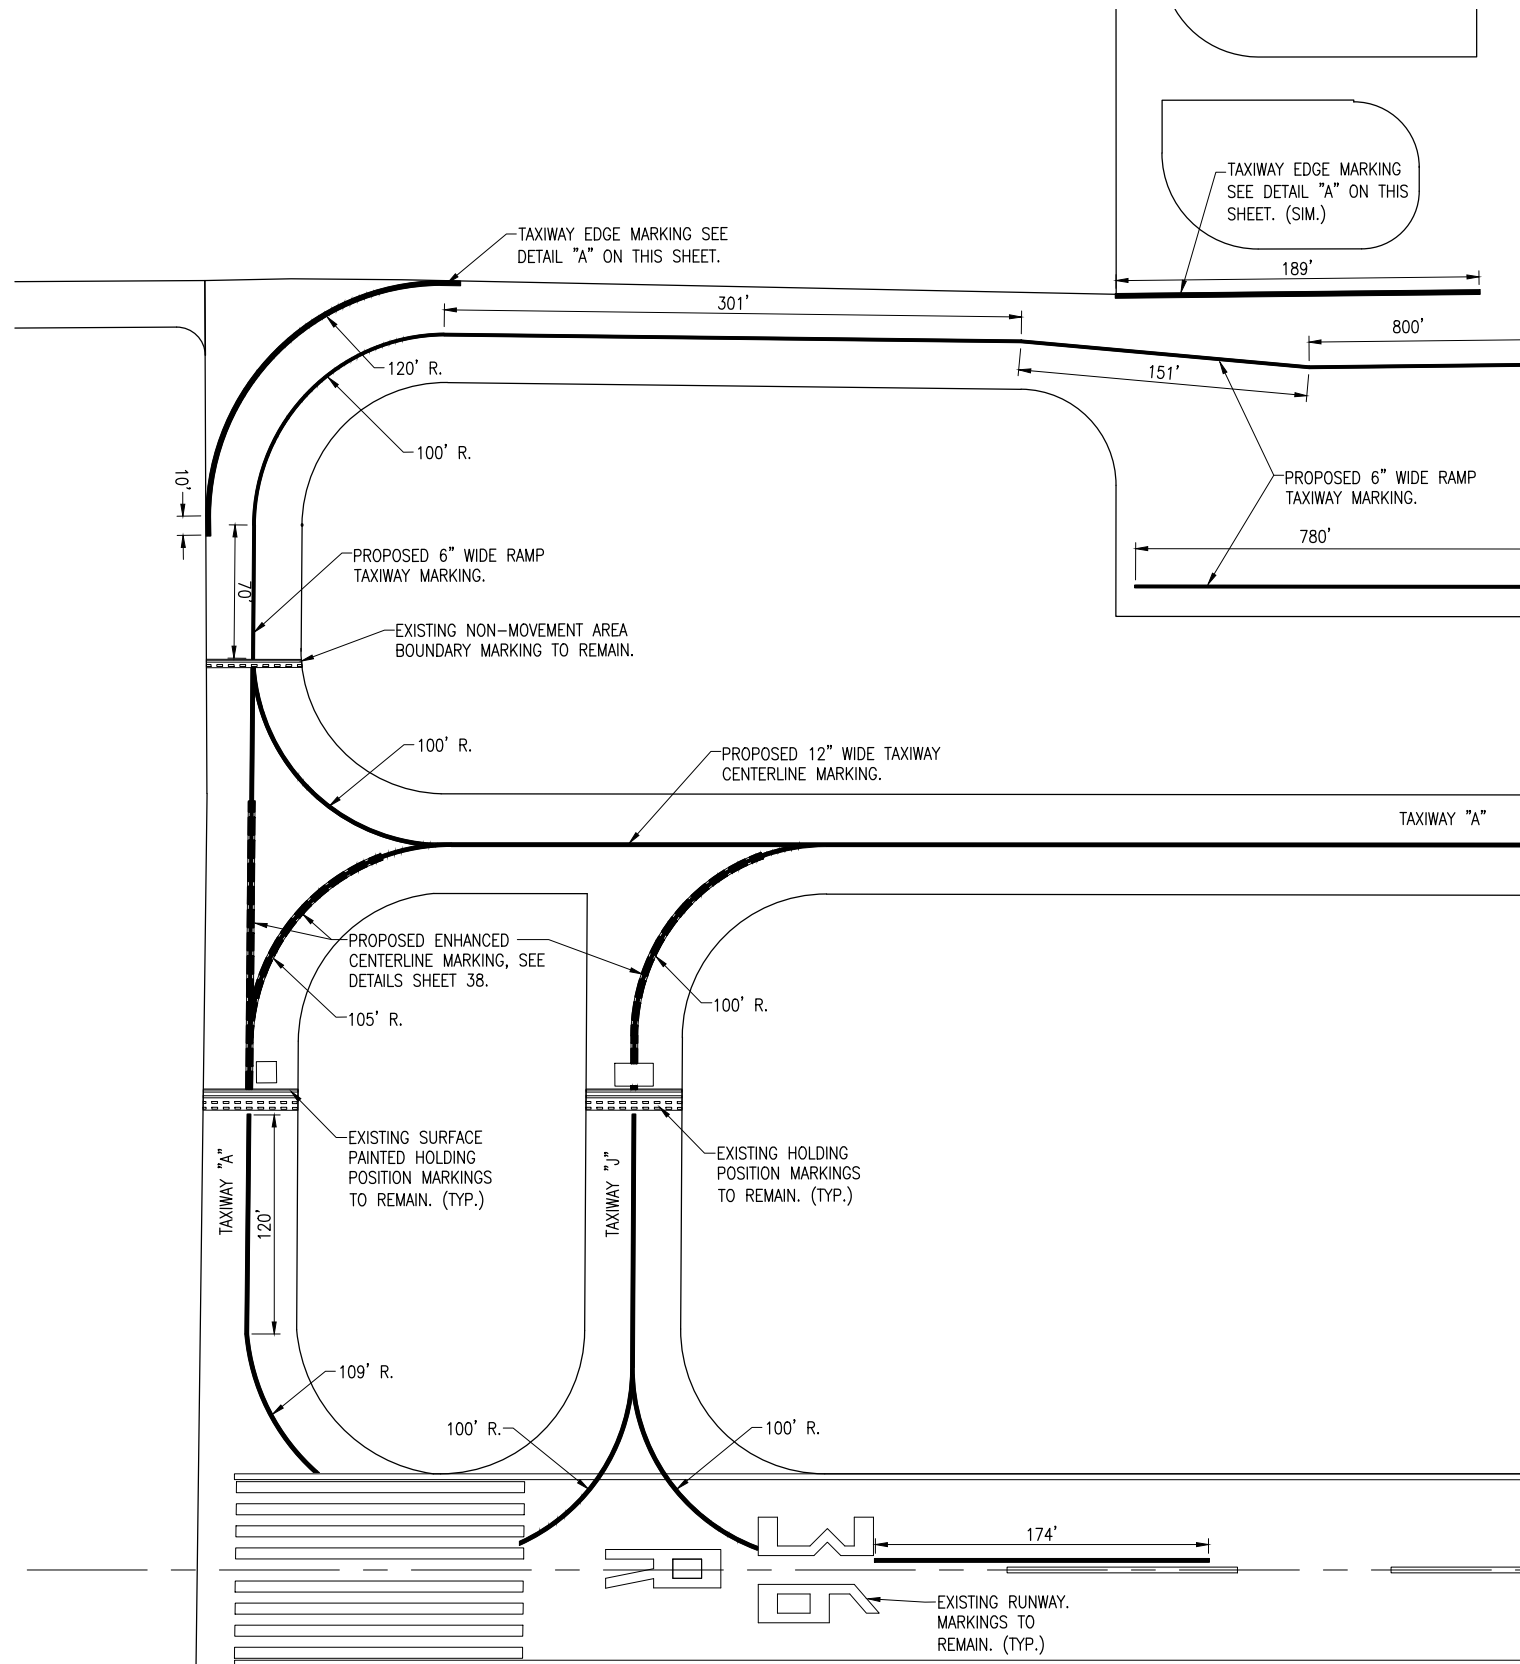 TAXIWAY EDGE MARKING
SEE DETAIL "A" ON THIS
SHEET. (SIM.)
TAXIWAY EDGE MARKING SEE
DETAIL "A" ON THIS SHEET.
189'
301'
800'
120' R.
151'
100' R.
10'
PROPOSED 6" WIDE RAMP
TAXIWAY MARKING.
780'
PROPOSED 6" WIDE RAMP
TAXIWAY MARKING.
70'
EXISTING NON-MOVEMENT AREA
BOUNDARY MARKING TO REMAIN.
100' R.
PROPOSED 12" WIDE TAXIWAY
CENTERLINE MARKING.
TAXIWAY "A"
PROPOSED ENHANCED
CENTERLINE MARKING, SEE
DETAILS SHEET 38.
100' R.
105' R.
EXISTING SURFACE
PAINTED HOLDING
POSITION MARKINGS
TO REMAIN. (TYP.)
EXISTING HOLDING
POSITION MARKINGS
TO REMAIN. (TYP.)
TAXIWAY "A"
120'
TAXIWAY "J"
109' R.
100' R.
100' R.
174'
EXISTING RUNWAY.
MARKINGS TO
REMAIN. (TYP.)